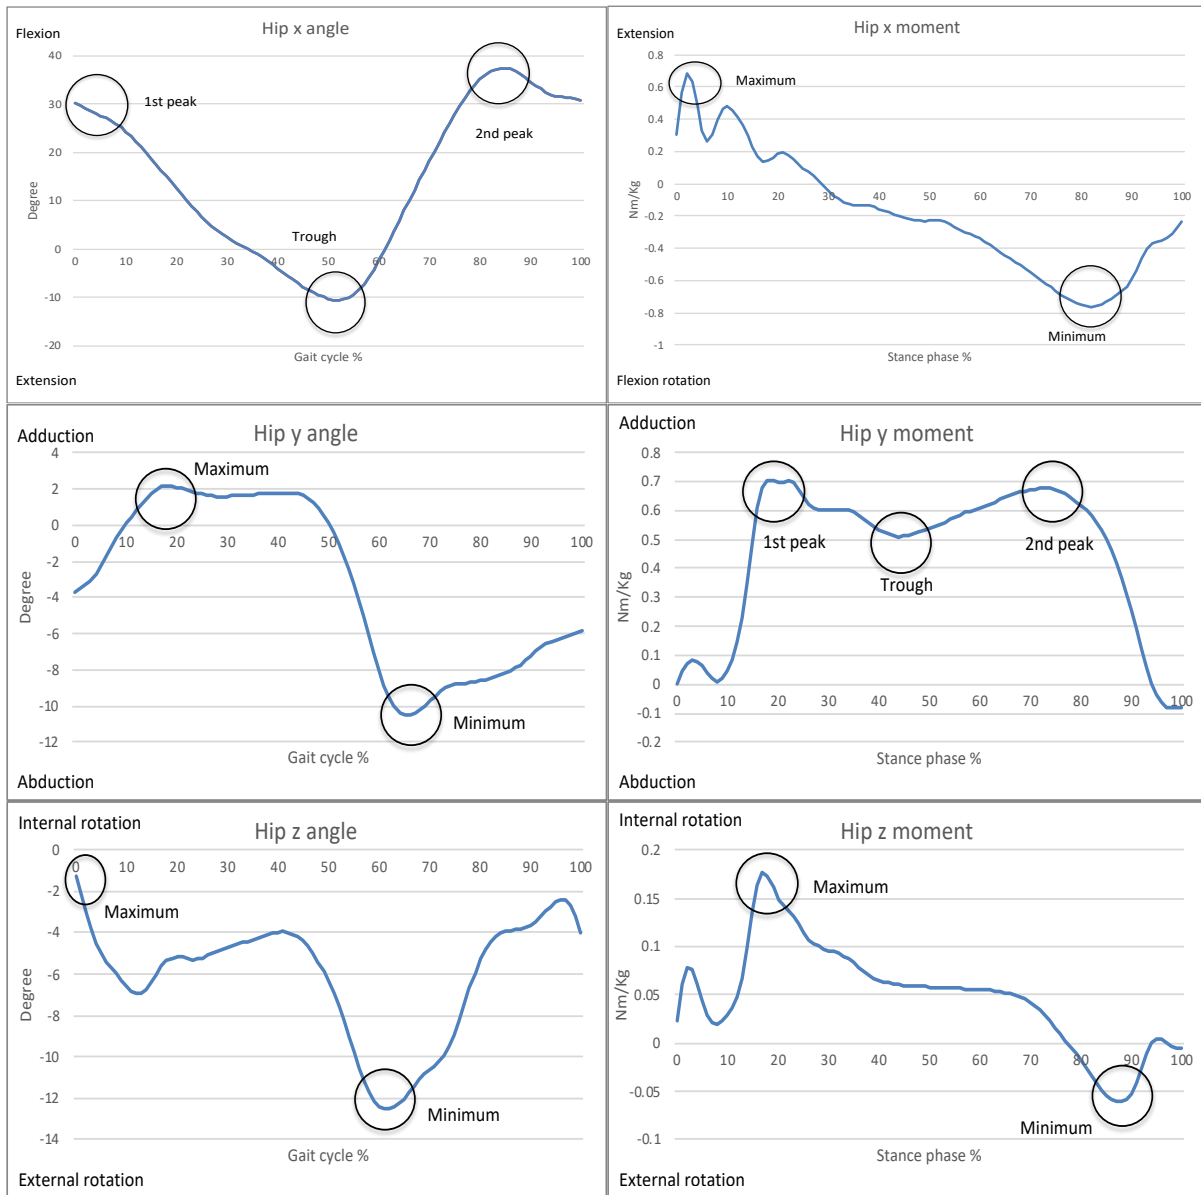 Flexion
Hip x angle
40
30
20
10
0
-10
-20
0 10 20 30 40 50 60 70 80 90 100
Degree
1st peak
2nd peak
Trough
Gait cycle %
Extension
Extension
Hip x moment
0.8
0.6
0.4
0.2
0
-0.2
-0.4
-0.6
-0.8
-1
0 10 20 30 40 50 60 70 80 90 100
Nm/Kg
Maximum
Minimum
Stance phase %
Flexion rotation
Adduction
Hip y angle
4
2
0
-2
-4
-6
-8
-10
-12
0 10 20 30 40 50 60 70 80 90 100
Degree
Maximum
Minimum
Gait cycle %
Abduction
Adduction
Hip y moment
0.8
0.7
0.6
0.5
0.4
0.3
0.2
0.1
0
-0.1
-0.2
0 10 20 30 40 50 60 70 80 90 100
Nm/Kg
1st peak
Trough
2nd peak
Stance phase %
Abduction
Internal rotation
Hip z angle
0
-2
-4
-6
-8
-10
-12
-14
0 10 20 30 40 50 60 70 80 90 100
Degree
Maximum
Minimum
Gait cycle %
External rotation
Internal rotation
Hip z moment
0.2
0.15
0.1
0.05
0
-0.05
-0.1
0 10 20 30 40 50 60 70 80 90 100
Nm/Kg
Maximum
Minimum
Stance phase %
External rotation